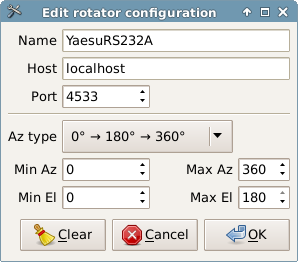 Edit rotator configuration
Name YaesuRS232A
Host localhost
Port 4533
Az type 0° → 180° → 360°
Min Az 0 Max Az 360
Min El 0 Max El 180
Clear Cancel OK